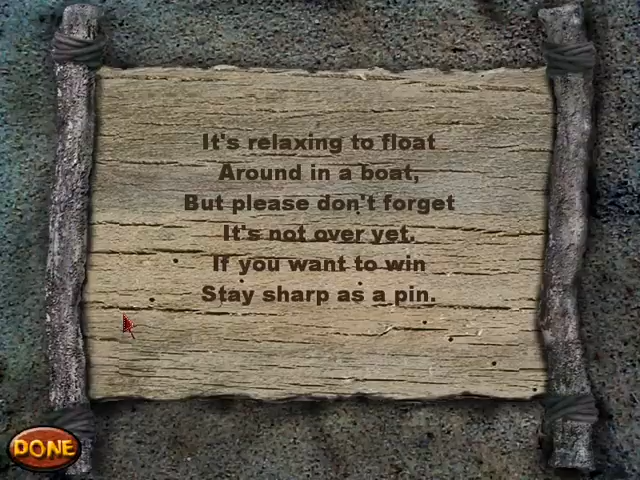 It's relaxing to float
Around in a boat,
But please don't forget
It's not over yet.
If you want to win
Stay sharp as a pin.
DONE